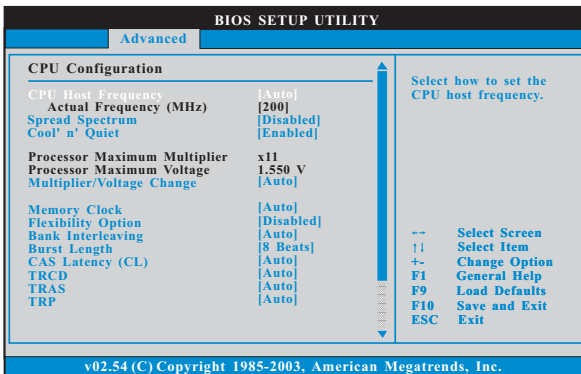 BIOS SETUP UTILITY
Advanced
CPU Configuration
CPU Host Frequency [Auto]
Actual Frequency (MHz) [200]
Spread Spectrum [Disabled]
Cool' n' Quiet [Enabled]
Processor Maximum Multiplier x11
Processor Maximum Voltage 1.550 V
Multiplier/Voltage Change [Auto]
Memory Clock [Auto]
Flexibility Option [Disabled]
Bank Interleaving [Auto]
Burst Length [8 Beats]
CAS Latency (CL) [Auto]
TRCD [Auto]
TRAS [Auto]
TRP [Auto]
Select how to set the
CPU host frequency.
←→ Select Screen
↑↓ Select Item
+- Change Option
F1 General Help
F9 Load Defaults
F10 Save and Exit
ESC Exit
v02.54 (C) Copyright 1985-2003, American Megatrends, Inc.